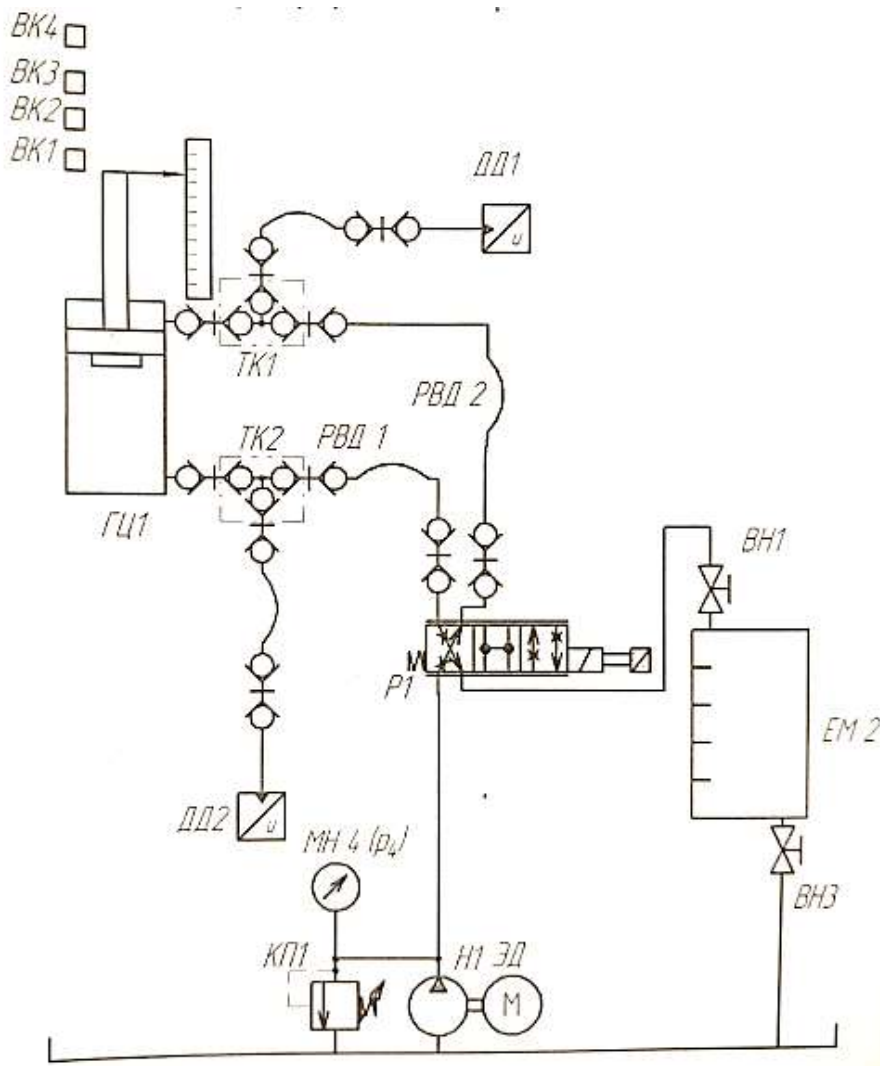 ВК4
ВК3
ВК2
ВК1
ДД1
и
ТК1
РВД 2
ТК2
РВД 1
ГЦ1
ВН1
Р1
ЕМ 2
ДД2
и
МН 4 (р₄)
ВН3
КП1
Н1 ЭД
М